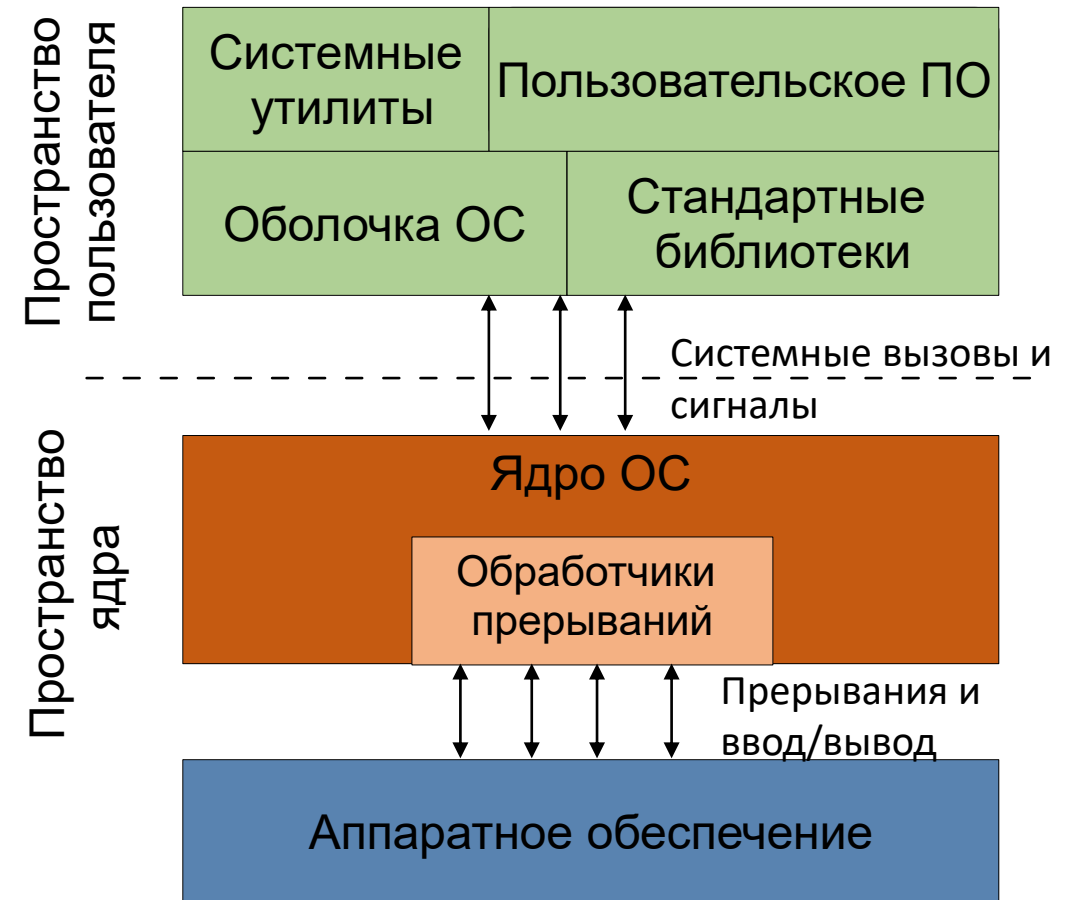 Пространство
пользователя
Системные
утилиты
Пользовательское ПО
Оболочка ОС
Стандартные
библиотеки
Системные вызовы и
сигналы
Пространство
ядра
Ядро ОС
Обработчики
прерываний
Прерывания и
ввод/вывод
Аппаратное обеспечение